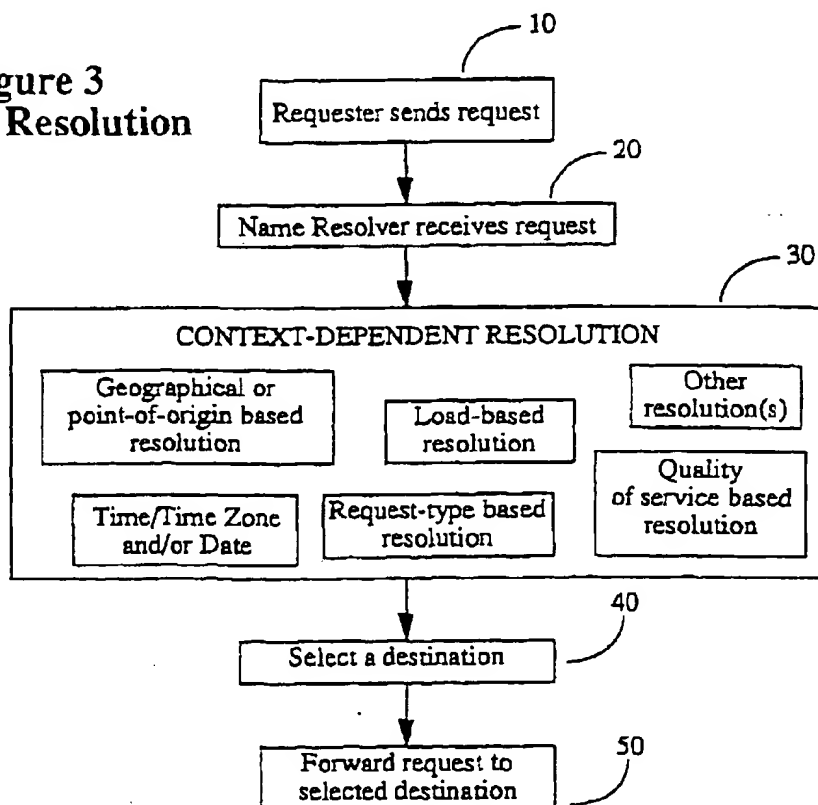 10
gure 3
Resolution
Requester sends request
20
Name Resolver receives request
30
CONTEXT-DEPENDENT RESOLUTION
Geographical or
point-of-origin based
resolution
Load-based
resolution
Other
resolution(s)
Time/Time Zone
and/or Date
Request-type based
resolution
Quality
of service based
resolution
40
Select a destination
50
Forward request to
selected destination